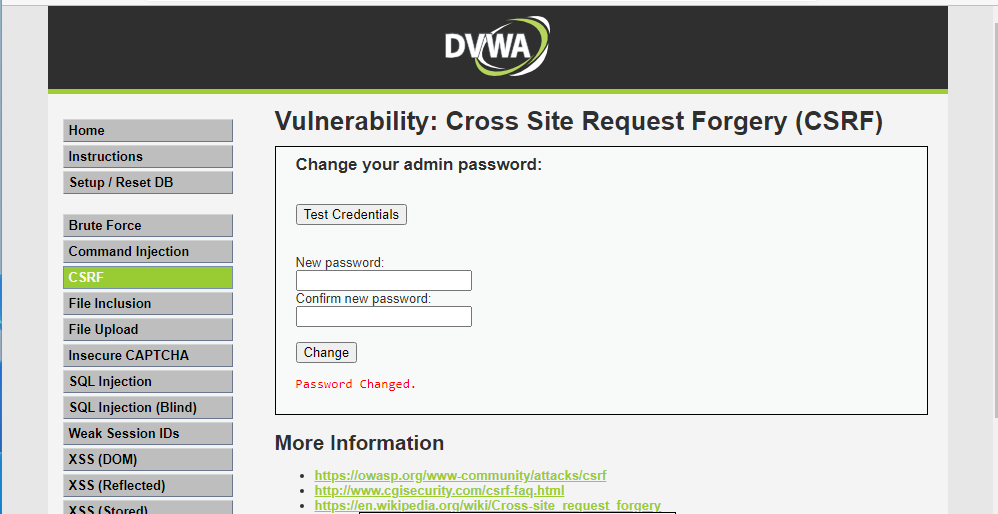 DVWA
Vulnerability: Cross Site Request Forgery (CSRF)
Home
Instructions
Setup / Reset DB
Brute Force
Command Injection
CSRF
File Inclusion
File Upload
Insecure CAPTCHA
SQL Injection
SQL Injection (Blind)
Weak Session IDs
XSS (DOM)
XSS (Reflected)
XSS (Stored)
Change your admin password:
Test Credentials
New password:
Confirm new password:
Change
Password Changed.
More Information
https://owasp.org/www-community/attacks/csrf
http://www.cgisecurity.com/csrf-faq.html
https://en.wikipedia.org/wiki/Cross-site_request_forgery